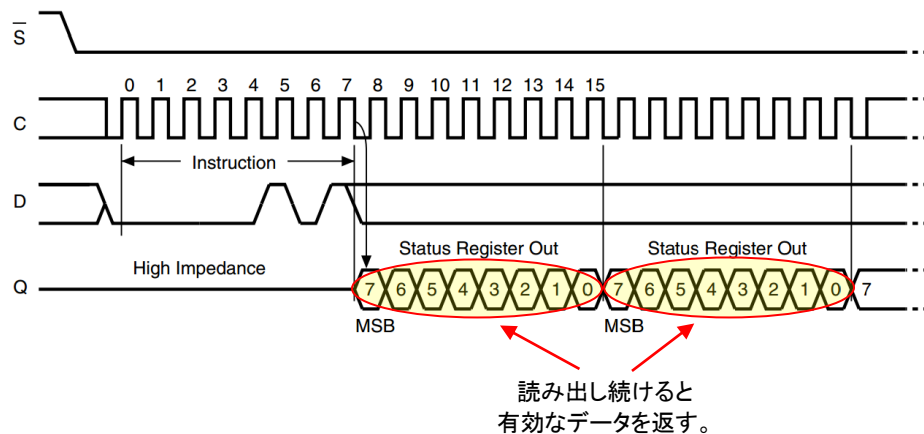 S
0 1 2 3 4 5 6 7 8 9 10 11 12 13 14 15
C
Instruction
D
High Impedance
Status Register Out
Status Register Out
Q
7 6 5 4 3 2 1 0 7 6 5 4 3 2 1 0 7
MSB
MSB
読み出し続けると
有効なデータを返す。